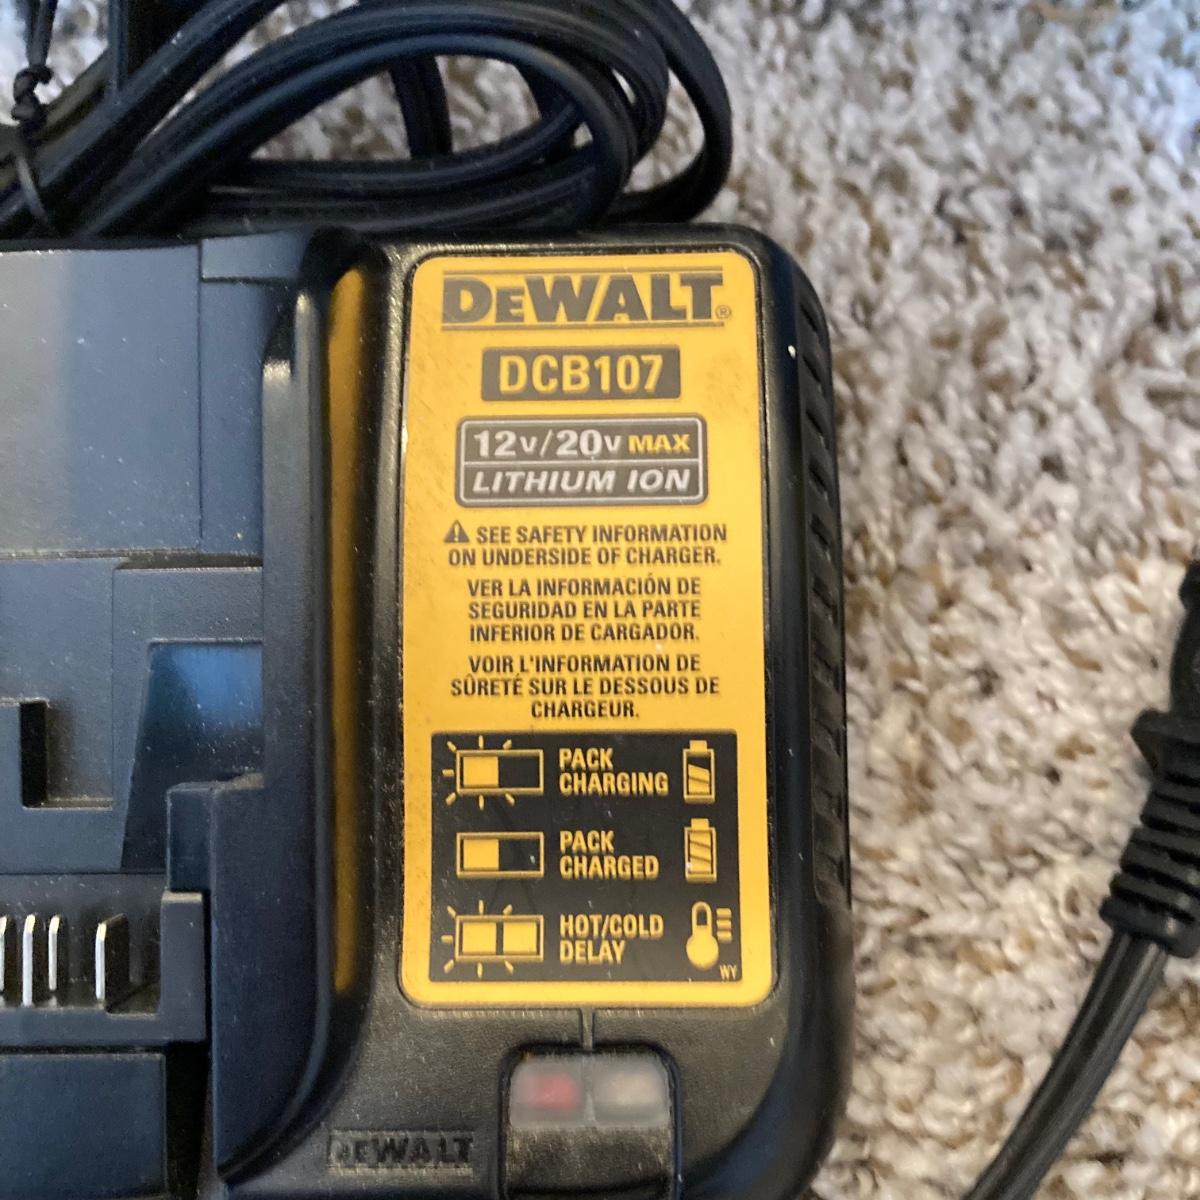 DEWALT®
DCB107
12V/20V MAX
LITHIUM ION
⚠ SEE SAFETY INFORMATION
ON UNDERSIDE OF CHARGER.
VER LA INFORMACIÓN DE
SEGURIDAD EN LA PARTE
INFERIOR DE CARGADOR.
VOIR L'INFORMATION DE
SÛRETÉ SUR LE DESSOUS DE
CHARGEUR.
PACK
CHARGING
PACK
CHARGED
HOT/COLD
DELAY
WY
DEWALT